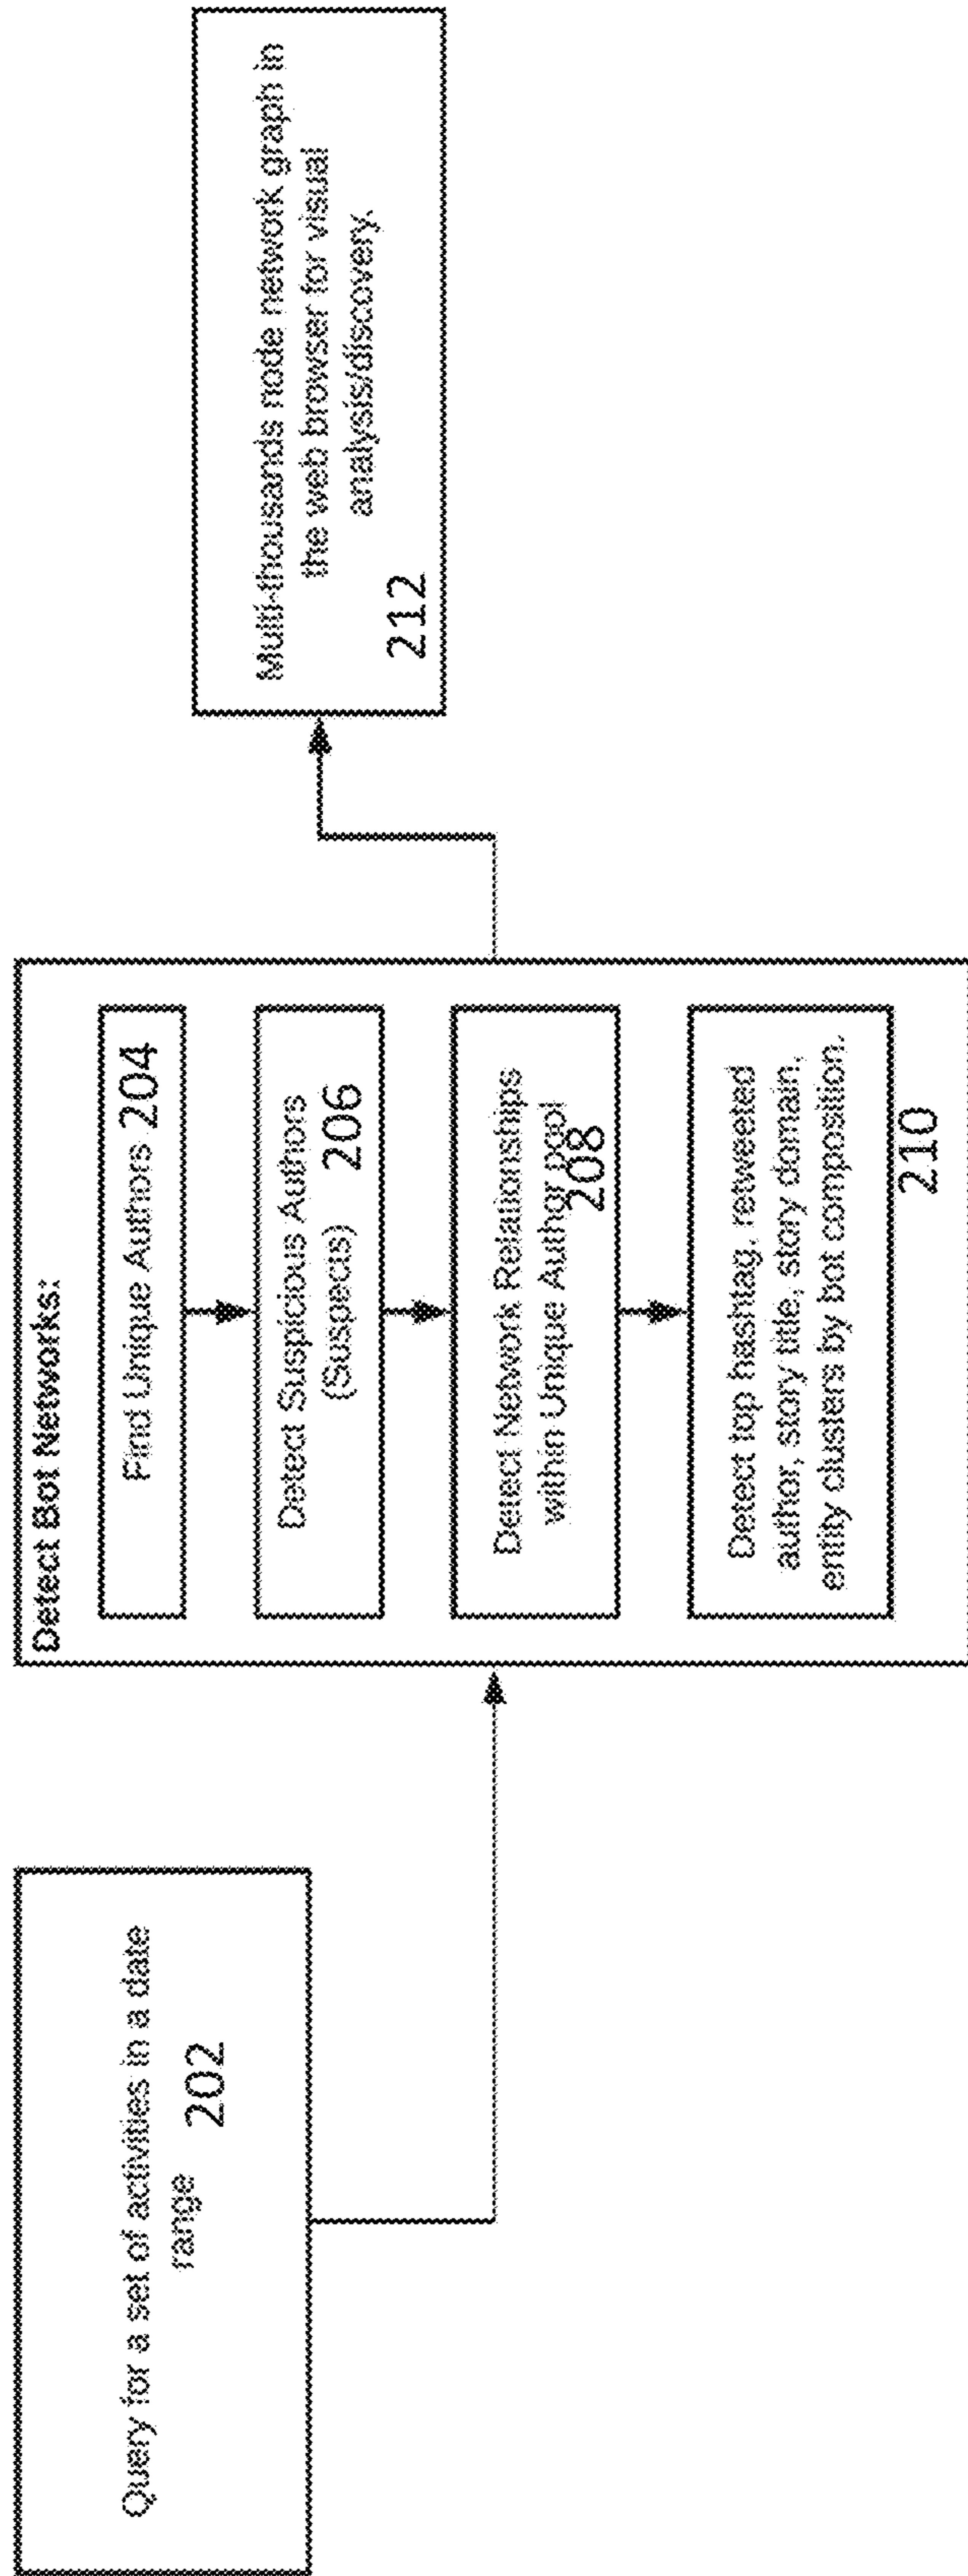 Query for a set of activities in a date
range 202
Detect Bot Networks:
Find Unique Authors 204
Detect Suspicious Authors
(Suspects) 206
Detect Network Relationships
within Unique Author pool
208
Detect top hashtag, retweeted
author, story title, story domain,
entity clusters by bot composition.
210
Multi-thousands node network graph in
the web browser for visual
analysis/discovery.
212